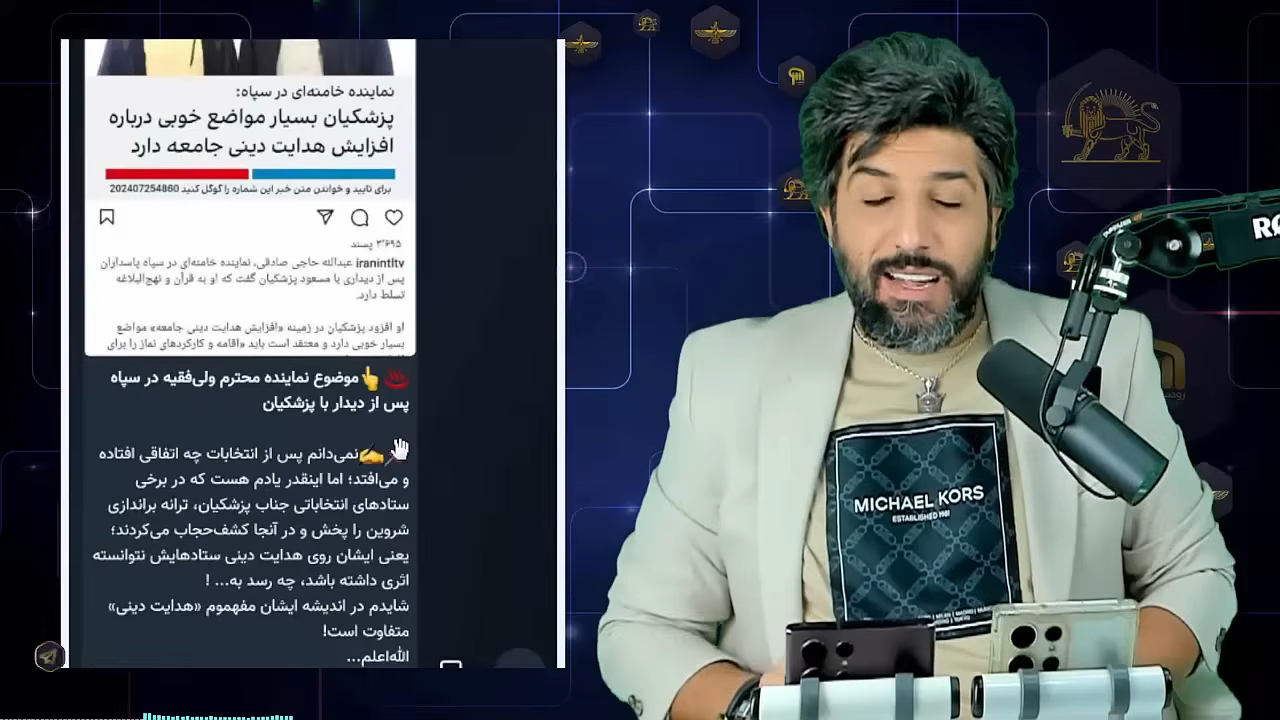 نماینده خامنه‌ای در سپاه:
پزشکیان بسیار مواضع خوبی درباره
افزایش هدایت دینی جامعه دارد
برای تایید و خواندن متن خبر این شماره را گوگل کنید 202407254860
۳٬۶۹۵ پسند
iranintltv عبدالله حاجی صادقی، نماینده خامنه‌ای در سپاه پاسداران
پس از دیداری با مسعود پزشکیان گفت که او به قرآن و نهج‌البلاغه
تسلط دارد.
او افزود پزشکیان در زمینه «افزایش هدایت دینی جامعه» مواضع
بسیار خوبی دارد و معتقد است باید «اقامه و کارکردهای نماز را برای
♨️👆موضوع نماینده محترم ولی‌فقیه در سپاه
پس از دیدار با پزشکیان
✍️نمی‌دانم پس از انتخابات چه اتفاقی افتاده
و می‌افتد؛ اما اینقدر یادم هست که در برخی
ستادهای انتخاباتی جناب پزشکیان، ترانه براندازی
شروین را پخش و در آنجا کشف‌حجاب می‌کردند؛
یعنی ایشان روی هدایت دینی ستادهایش نتوانسته
اثری داشته باشد، چه رسد به... !
شایدم در اندیشه ایشان مفهموم «هدایت دینی»
متفاوت است!
الله‌اعلم...
MICHAEL KORS
ESTABLISHED 1981
RØ